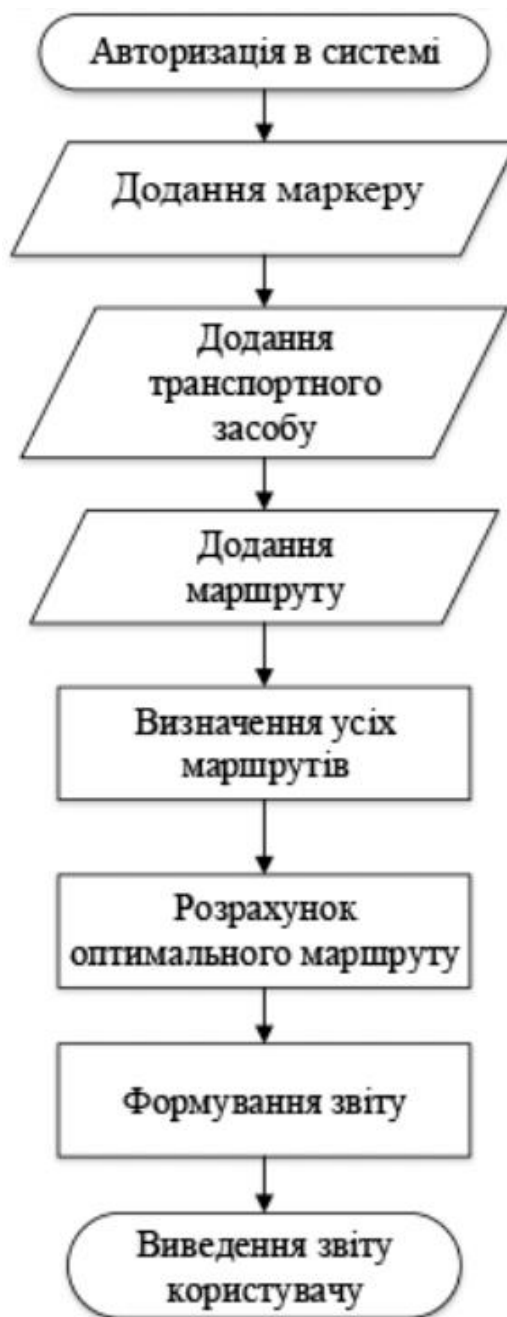 Авторизація в системі
Додання маркеру
Додання
транспортного
засобу
Додання
маршруту
Визначення усіх
маршрутів
Розрахунок
оптимального маршруту
Формування звіту
Виведення звіту
користувачу